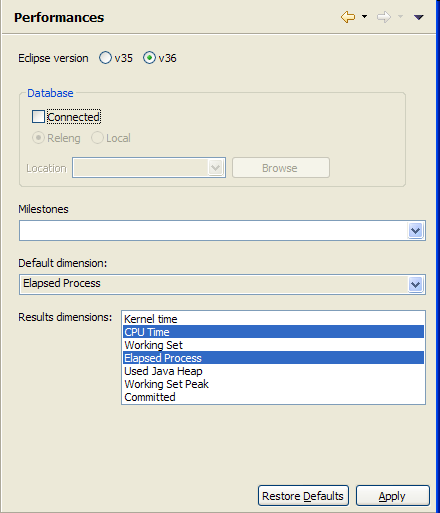 Performances
Eclipse version v35 v36
Database
Connected
Releng Local
Location Browse
Milestones
Default dimension:
Elapsed Process
Results dimensions:
Kernel time
CPU Time
Working Set
Elapsed Process
Used Java Heap
Working Set Peak
Committed
Restore Defaults Apply